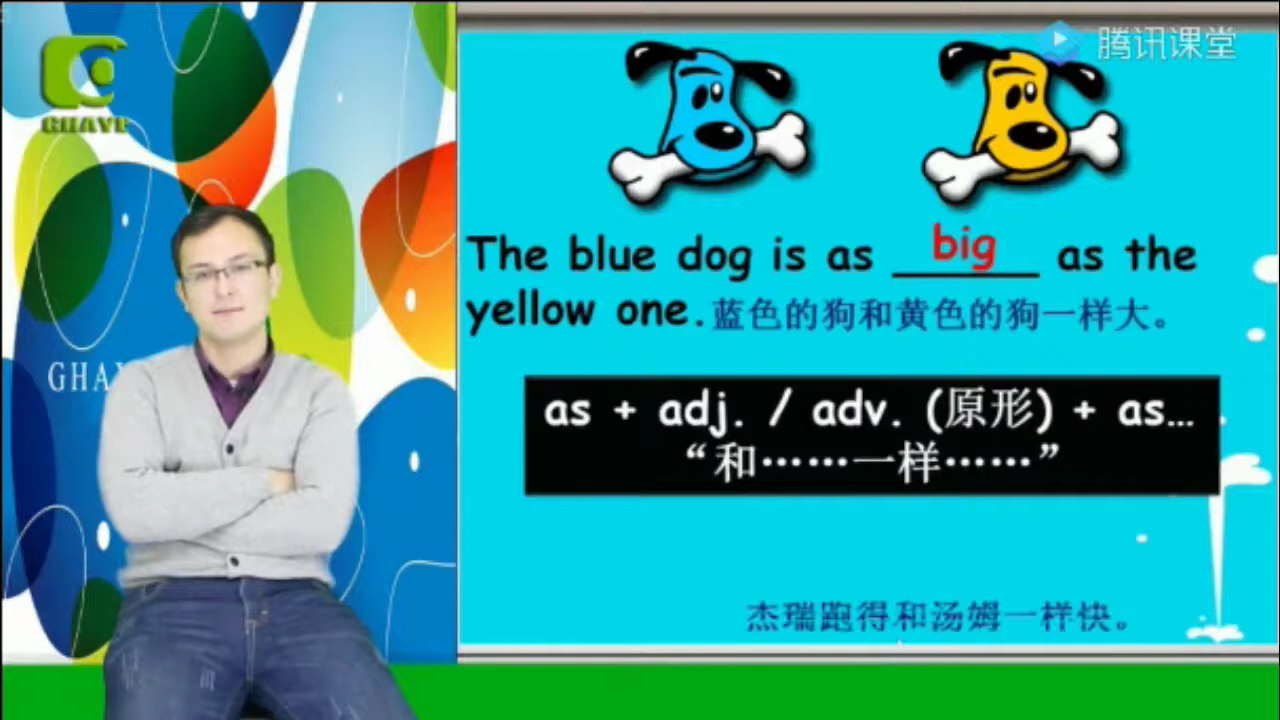 GHAYP
腾讯课堂
The blue dog is as big as the
yellow one.蓝色的狗和黄色的狗一样大。
GHAY
as + adj. / adv. (原形) + as…
“和……一样……”
杰瑞跑得和汤姆一样快。